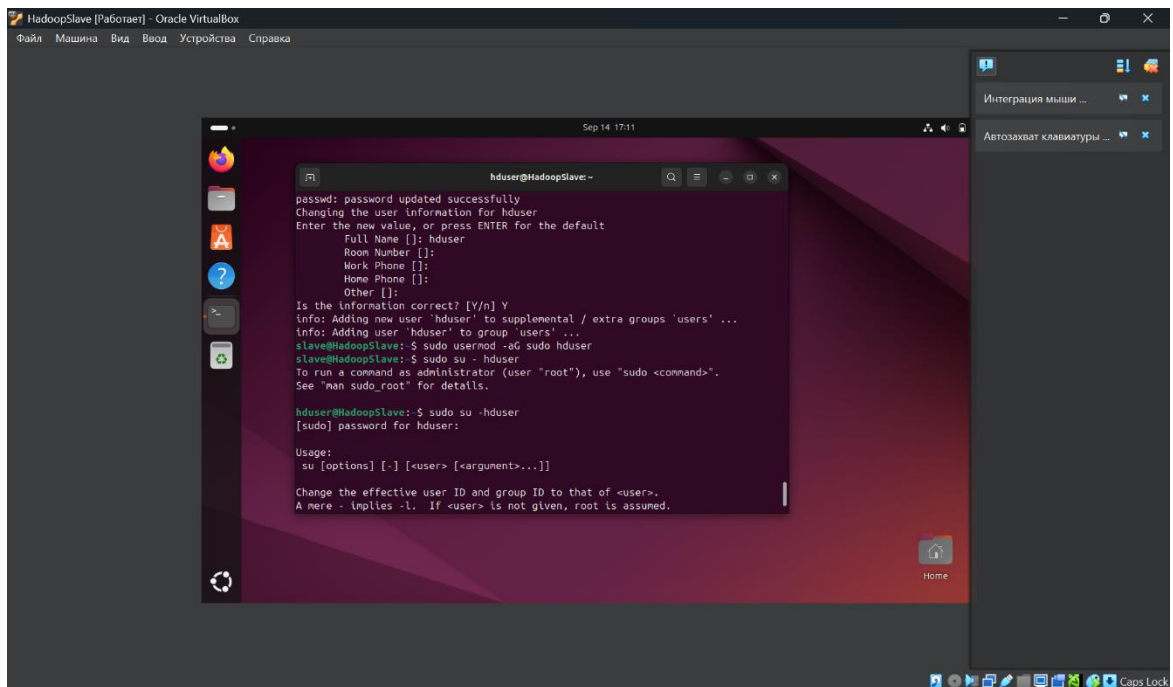 HadoopSlave [Работает] - Oracle VirtualBox
Файл Машина Вид Ввод Устройства Справка
Интеграция мыши ...
Автозахват клавиатуры ...
Sep 14 17:11
hduser@HadoopSlave: ~
passwd: password updated successfully
Changing the user information for hduser
Enter the new value, or press ENTER for the default
Full Name []: hduser
Room Number []:
Work Phone []:
Home Phone []:
Other []:
Is the information correct? [Y/n] Y
info: Adding new user `hduser' to supplemental / extra groups `users' ...
info: Adding user `hduser' to group `users' ...
slave@HadoopSlave:~$ sudo usermod -aG sudo hduser
slave@HadoopSlave:~$ sudo su - hduser
To run a command as administrator (user "root"), use "sudo <command>".
See "man sudo_root" for details.
hduser@HadoopSlave:~$ sudo su -hduser
[sudo] password for hduser:
Usage:
su [options] [-] [<user> [<argument>...]]
Change the effective user ID and group ID to that of <user>.
A mere - implies -l.  If <user> is not given, root is assumed.
Home
Caps Lock